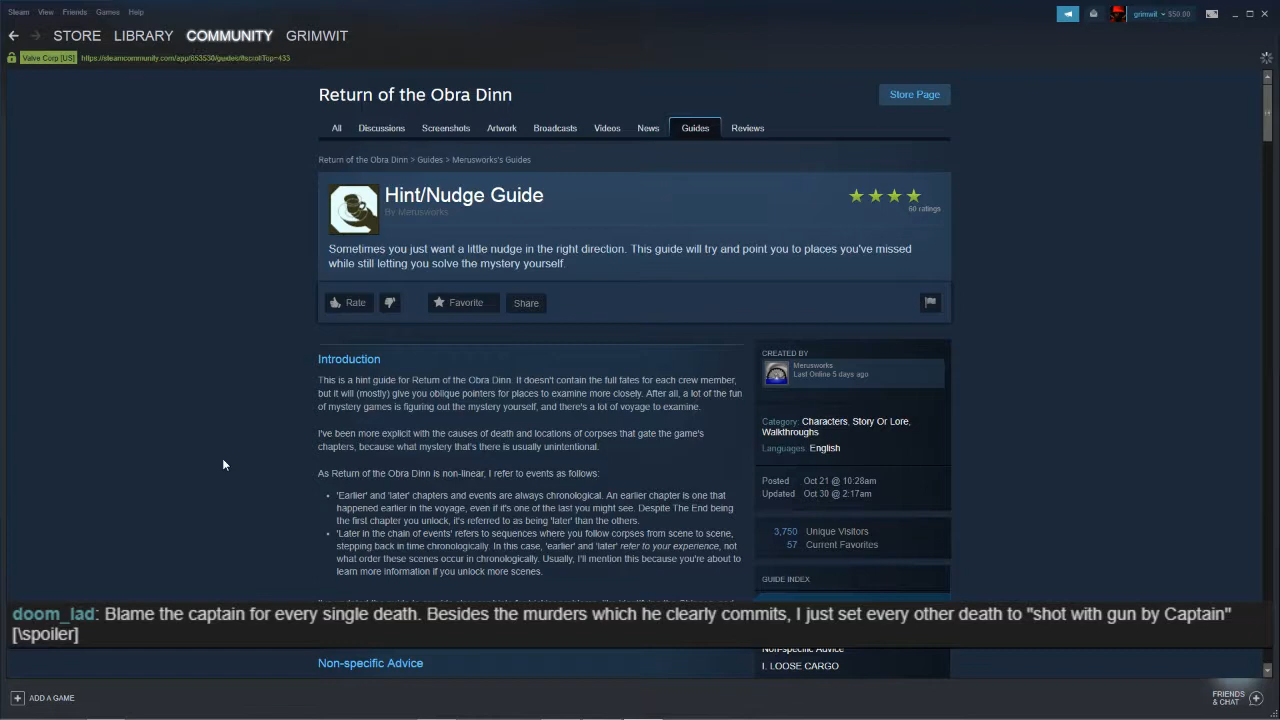 Steam View Friends Games Help
grimwil $50.00
STORE LIBRARY COMMUNITY GRIMWIT
Valve Corp [US] https://steamcommunity.com/app/653530/guides/#scrollTop=433
Return of the Obra Dinn
Store Page
All Discussions Screenshots Artwork Broadcasts Videos News Guides Reviews
Return of the Obra Dinn > Guides > Merusworks's Guides
Hint/Nudge Guide
By Merusworks
60 ratings
Sometimes you just want a little nudge in the right direction. This guide will try and point you to places you've missed
while still letting you solve the mystery yourself.
Rate Favorite Share
Introduction
This is a hint guide for Return of the Obra Dinn. It doesn't contain the full fates for each crew member,
but it will (mostly) give you oblique pointers for places to examine more closely. After all, a lot of the fun
of mystery games is figuring out the mystery yourself, and there's a lot of voyage to examine.
I've been more explicit with the causes of death and locations of corpses that gate the game's
chapters, because what mystery that's there is usually unintentional.
As Return of the Obra Dinn is non-linear, I refer to events as follows:
• 'Earlier' and 'later' chapters and events are always chronological. An earlier chapter is one that
happened earlier in the voyage, even if it's one of the last you might see. Despite The End being
the first chapter you unlock, it's referred to as being 'later' than the others.
• 'Later in the chain of events' refers to sequences where you follow corpses from scene to scene,
stepping back in time chronologically. In this case, 'earlier' and 'later' refer to your experience, not
what order these scenes occur in chronologically. Usually, I'll mention this because you're about to
learn more information if you unlock more scenes.
CREATED BY
Merusworks
Last Online 5 days ago
Category: Characters, Story Or Lore,
Walkthroughs
Languages: English
Posted Oct 21 @ 10:28am
Updated Oct 30 @ 2:17am
3,750 Unique Visitors
57 Current Favorites
GUIDE INDEX
doom_lad: Blame the captain for every single death. Besides the murders which he clearly commits, I just set every other death to "shot with gun by Captain"
[\spoiler]
Non-specific Advice
Non-specific Advice
I. LOOSE CARGO
ADD A GAME
FRIENDS
& CHAT